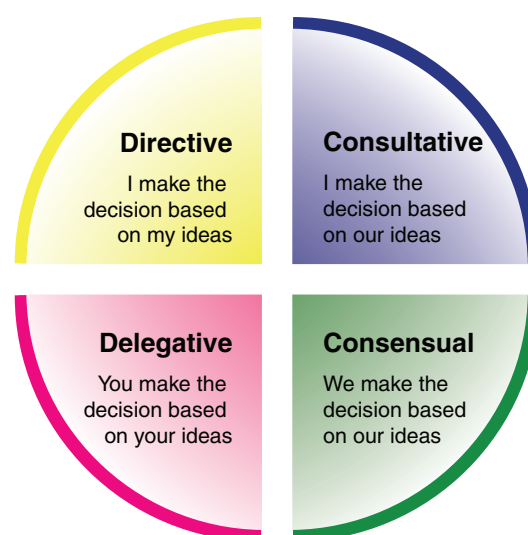 Directive
I make the
decision based
on my ideas
Consultative
I make the
decision based
on our ideas
Delegative
You make the
decision based
on your ideas
Consensual
We make the
decision based
on our ideas